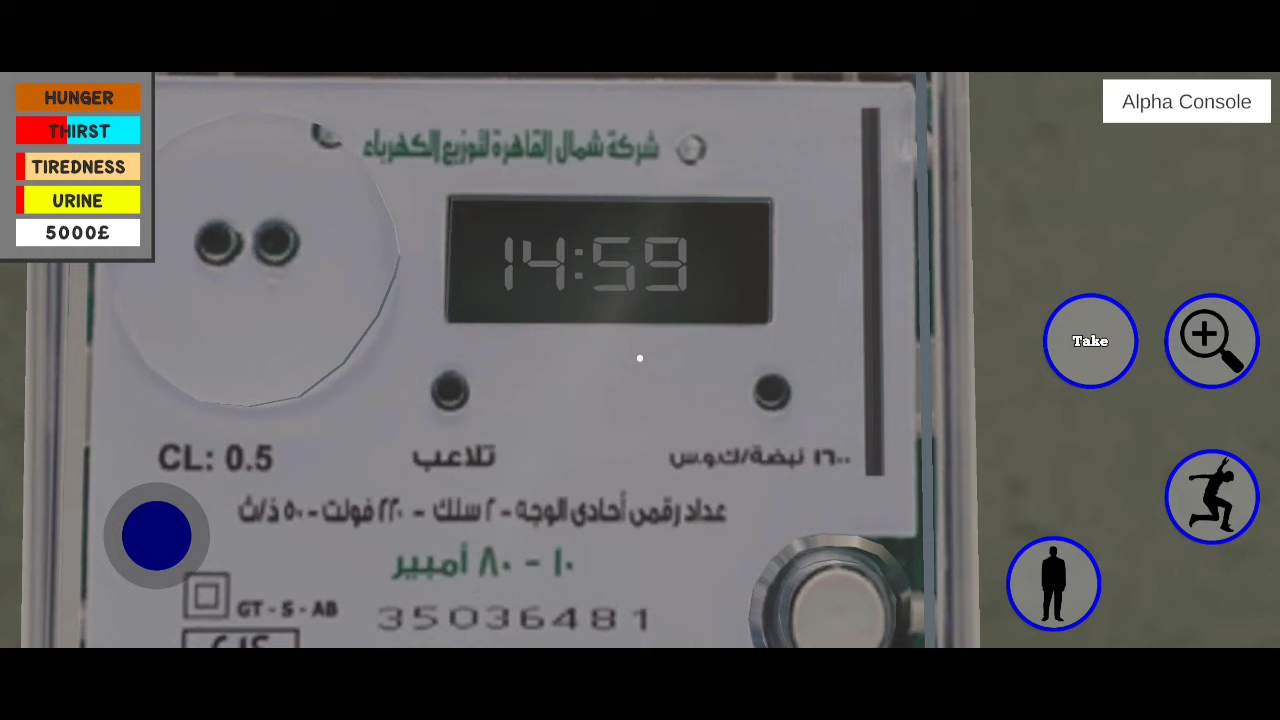 HUNGER
THIRST
TIREDNESS
URINE
5000£
Alpha Console
شركة شمال القاهرة لتوزيع الكهرباء
14:59
Take
CL: 0.5
تلاعب
١٦٠٠ نبضة/ك.و.س
عداد رقمى أحادى الوجه - ٢ سلك - ٢٢٠ فولت - ٥٠ ذ/ث
١٠ - ٨٠ أمبير
GT - S - AB
35036481